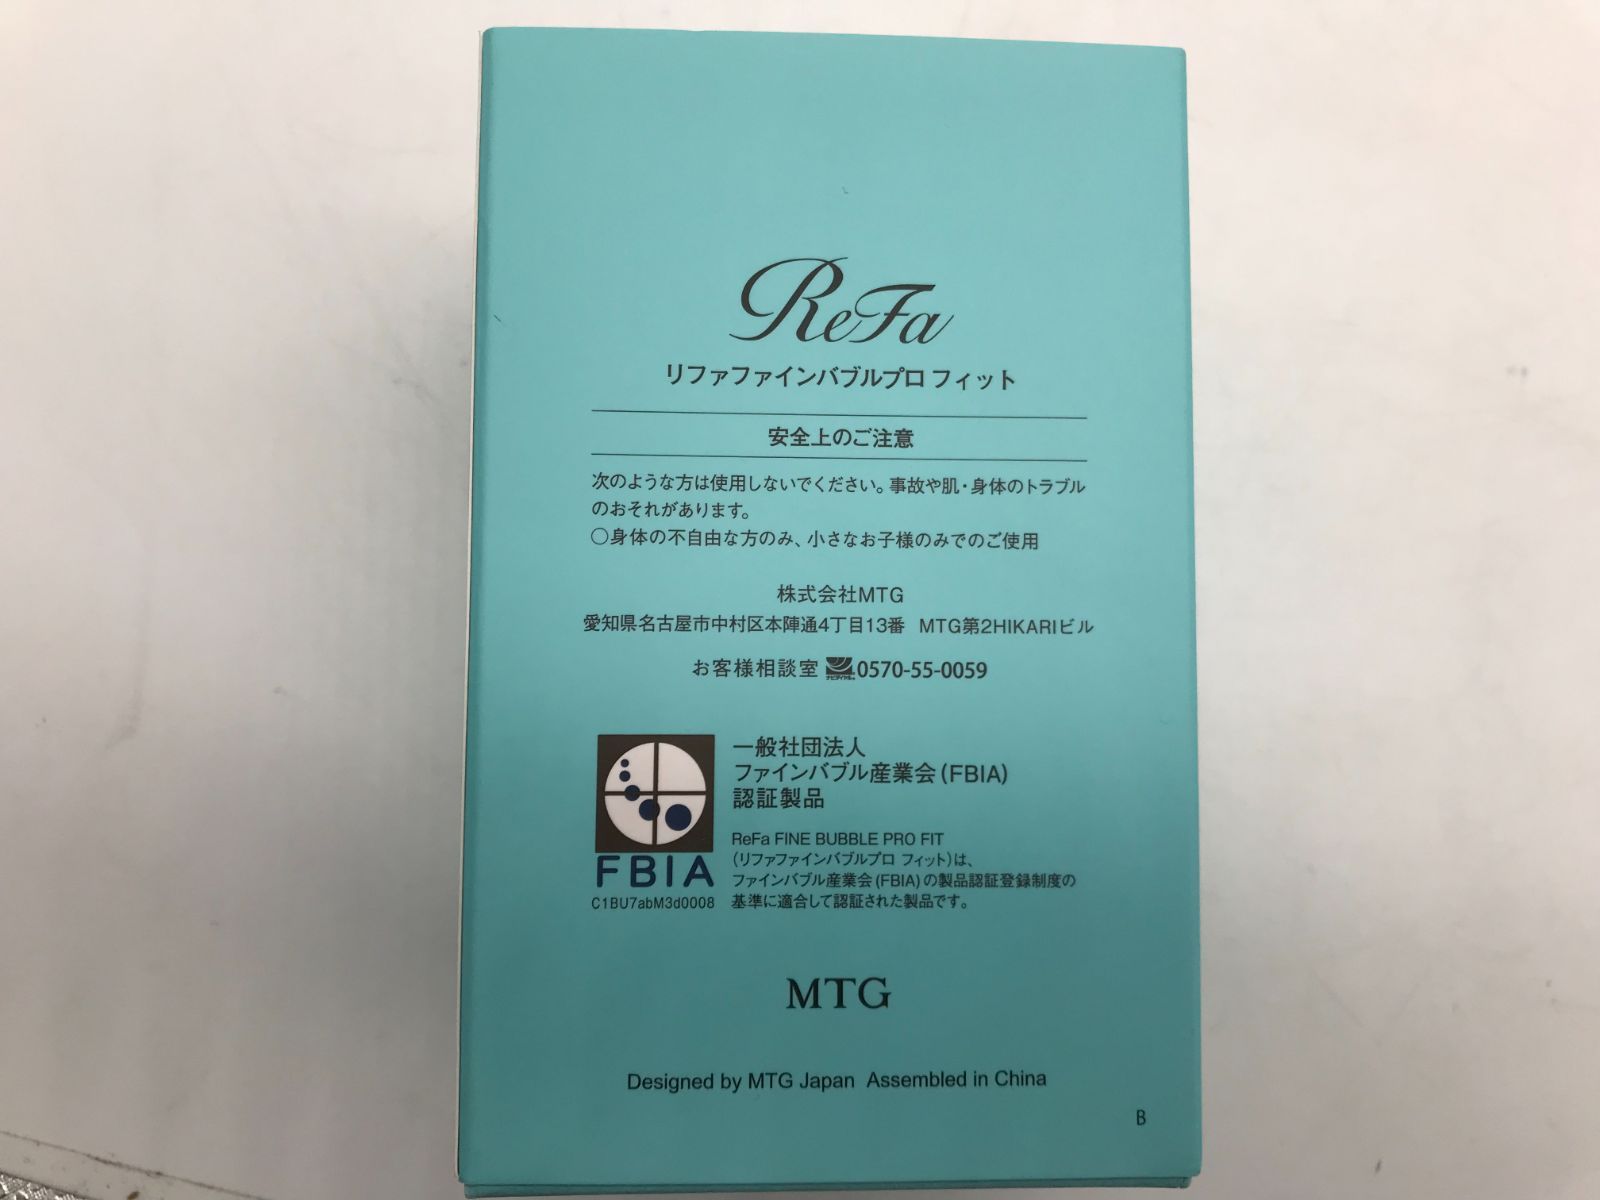 ReFa
リファファインバブルプロ フィット
安全上のご注意
次のような方は使用しないでください。事故や肌・身体のトラブル
のおそれがあります。
○身体の不自由な方のみ、小さなお子様のみでのご使用
株式会社MTG
愛知県名古屋市中村区本陣通4丁目13番 MTG第2HIKARIビル
お客様相談室 0570-55-0059
一般社団法人
ファインバブル産業会(FBIA)
認証製品
FBIA
C1BU7abM3d0008
ReFa FINE BUBBLE PRO FIT
(リファファインバブルプロ フィット)は、
ファインバブル産業会(FBIA)の製品認証登録制度の
基準に適合して認証された製品です。
MTG
Designed by MTG Japan Assembled in China
B